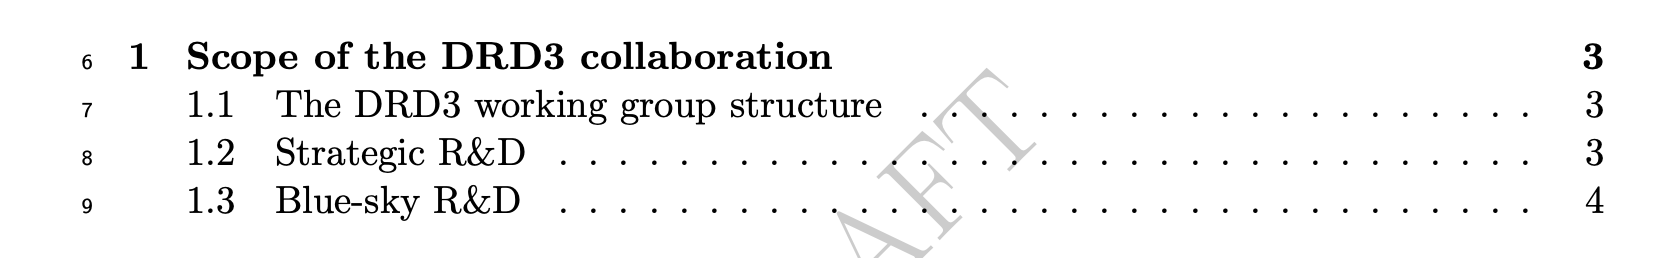 6 1 Scope of the DRD3 collaboration 3
7 1.1 The DRD3 working group structure . . . . . . . . . . . . . . . . . . . . . 3
8 1.2 Strategic R&D . . . . . . . . . . . . . . . . . . . . . . . . . . . . . . . . . 3
9 1.3 Blue-sky R&D . . . . . . . . . . . . . . . . . . . . . . . . . . . . . . . . . 4
AFT